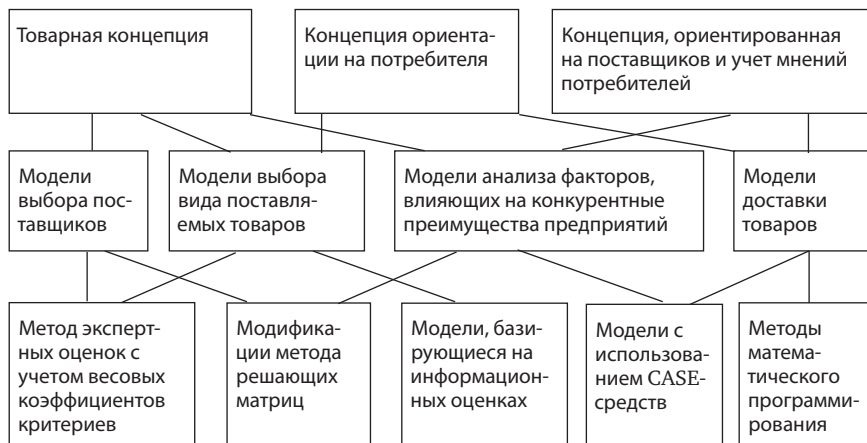 Товарная концепция
Концепция ориента-
ции на потребителя
Концепция, ориентированная
на поставщиков и учет мнений
потребителей
Модели
выбора пос-
тавщиков
Модели выбора
вида поставля-
емых товаров
Модели анализа факторов,
влияющих на конкурентные
преимущества предприятий
Модели
доставки
товаров
Метод эксперт-
ных оценок с
учетом весовых
коэффициентов
критериев
Модифика-
ции метода
решающих
матриц
Модели, бази-
рующиеся на
информацион-
ных оценках
Модели с
использова-
нием CASE-
средств
Методы
матема-
тического
программи-
рования